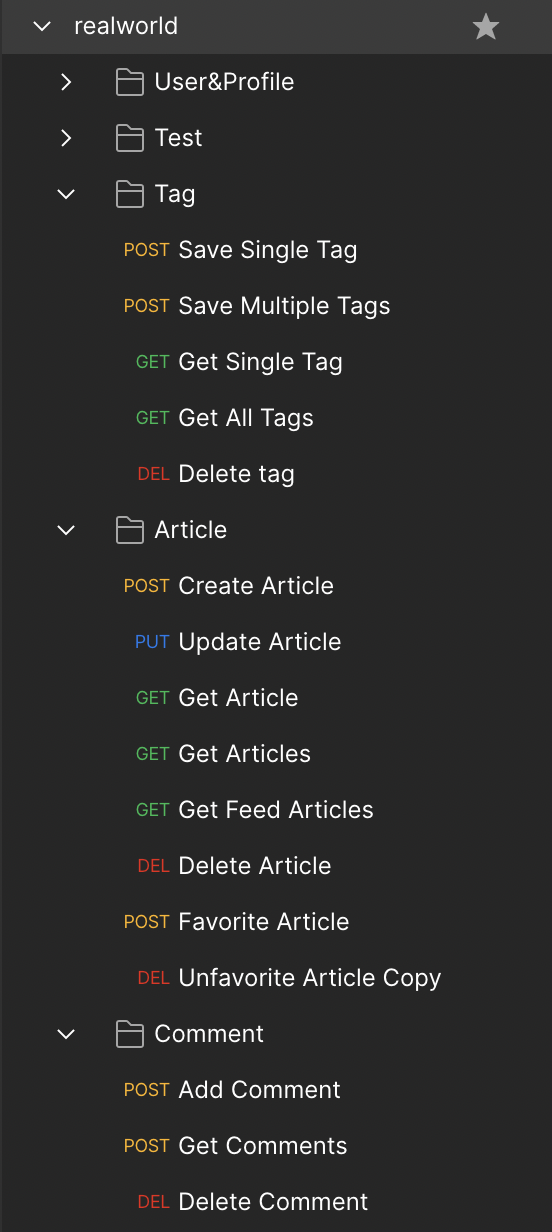 realworld
User&Profile
Test
Tag
POST Save Single Tag
POST Save Multiple Tags
GET Get Single Tag
GET Get All Tags
DEL Delete tag
Article
POST Create Article
PUT Update Article
GET Get Article
GET Get Articles
GET Get Feed Articles
DEL Delete Article
POST Favorite Article
DEL Unfavorite Article Copy
Comment
POST Add Comment
POST Get Comments
DEL Delete Comment